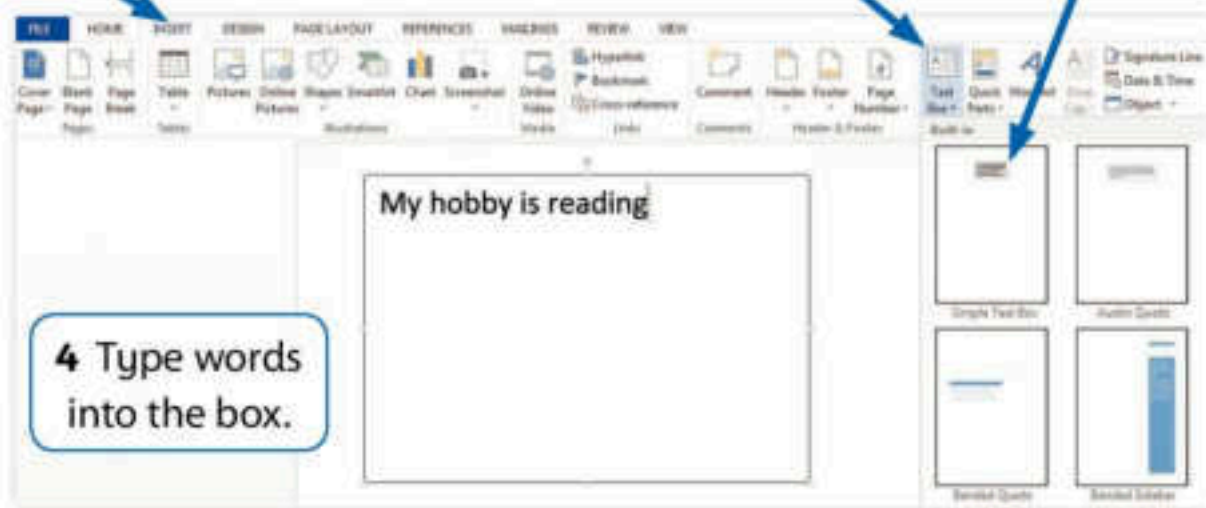 FILE HOME INSERT DESIGN PAGE LAYOUT REFERENCES MAILINGS REVIEW VIEW
Cover Page Blank Page Page Break Table Pictures Online Pictures Shapes SmartArt Chart Screenshot Online Video Hyperlink Bookmark Cross-reference Comment Header Footer Page Number Text Box Quick Parts Signature Line Date & Time Object
Pages Tables Illustrations Media Links Comments Header & Footer
Built-in
My hobby is reading
Simple Text Box Austin Quote
4 Type words
into the box.
Banded Quote Banded Sidebar